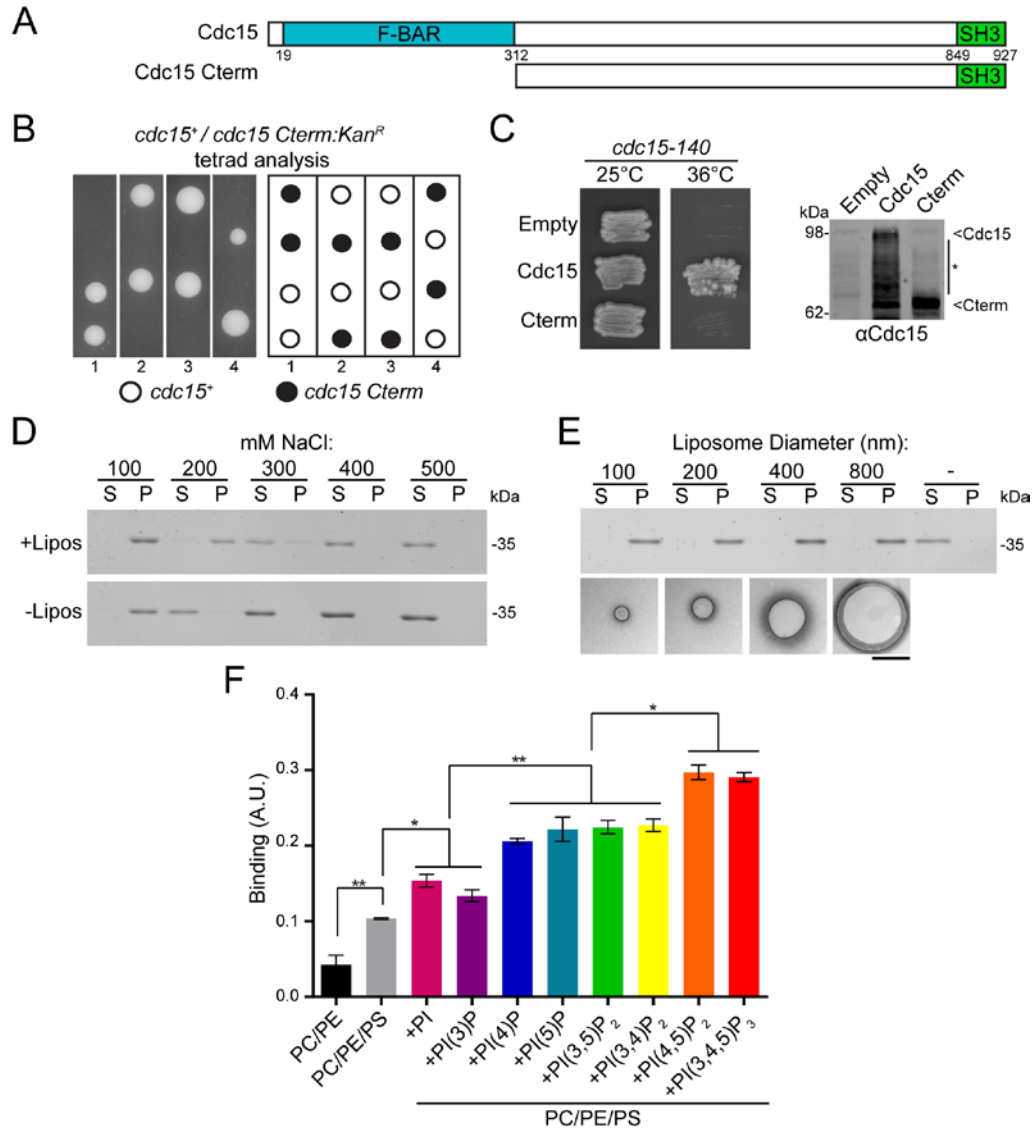 A
Cdc15
F-BAR
SH3
19
312
849
927
Cdc15 Cterm
SH3
B
cdc15+ / cdc15 Cterm:KanR
tetrad analysis
1 2 3 4
1 2 3 4
cdc15+
cdc15 Cterm
C
cdc15-140
25°C 36°C
Empty
Cdc15
Cterm
Empty Cdc15 Cterm
kDa
98-
62-
<Cdc15
*
<Cterm
αCdc15
D
mM NaCl:
100 200 300 400 500
S P S P S P S P S P
kDa
+Lipos
-35
-Lipos
-35
E
Liposome Diameter (nm):
100 200 400 800 -
S P S P S P S P S P
kDa
-35
F
Binding (A.U.)
0.4
0.3
0.2
0.1
0.0
**
*
**
*
PC/PE
PC/PE/PS
+PI
+PI(3)P
+PI(4)P
+PI(5)P
+PI(3,5)P2
+PI(3,4)P2
+PI(4,5)P2
+PI(3,4,5)P3
PC/PE/PS